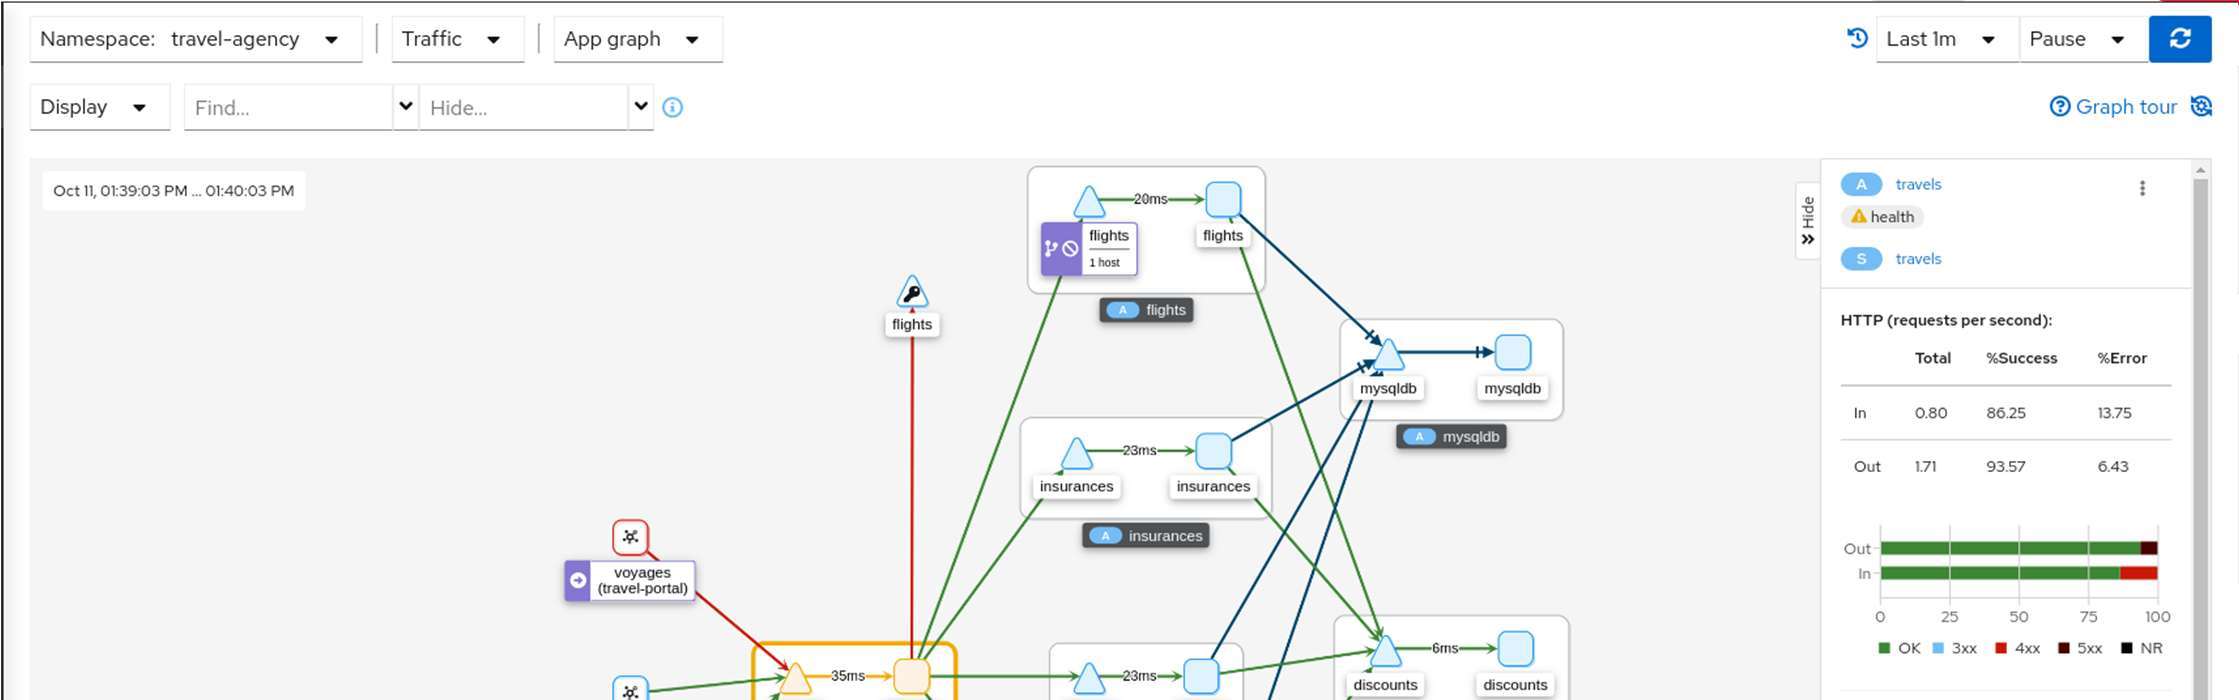 Namespace: travel-agency
Traffic
App graph
Last 1m
Pause
Display
Find...
Hide...
Graph tour
Oct 11, 01:39:03 PM ... 01:40:03 PM
20ms
flights
1 host
flights
A flights
flights
mysqldb
mysqldb
A mysqldb
23ms
insurances
insurances
A insurances
voyages
(travel-portal)
35ms
23ms
6ms
discounts
discounts
Hide
A travels
health
S travels
HTTP (requests per second):
Total %Success %Error
In 0.80 86.25 13.75
Out 1.71 93.57 6.43
Out
In
0 25 50 75 100
OK 3xx 4xx 5xx NR